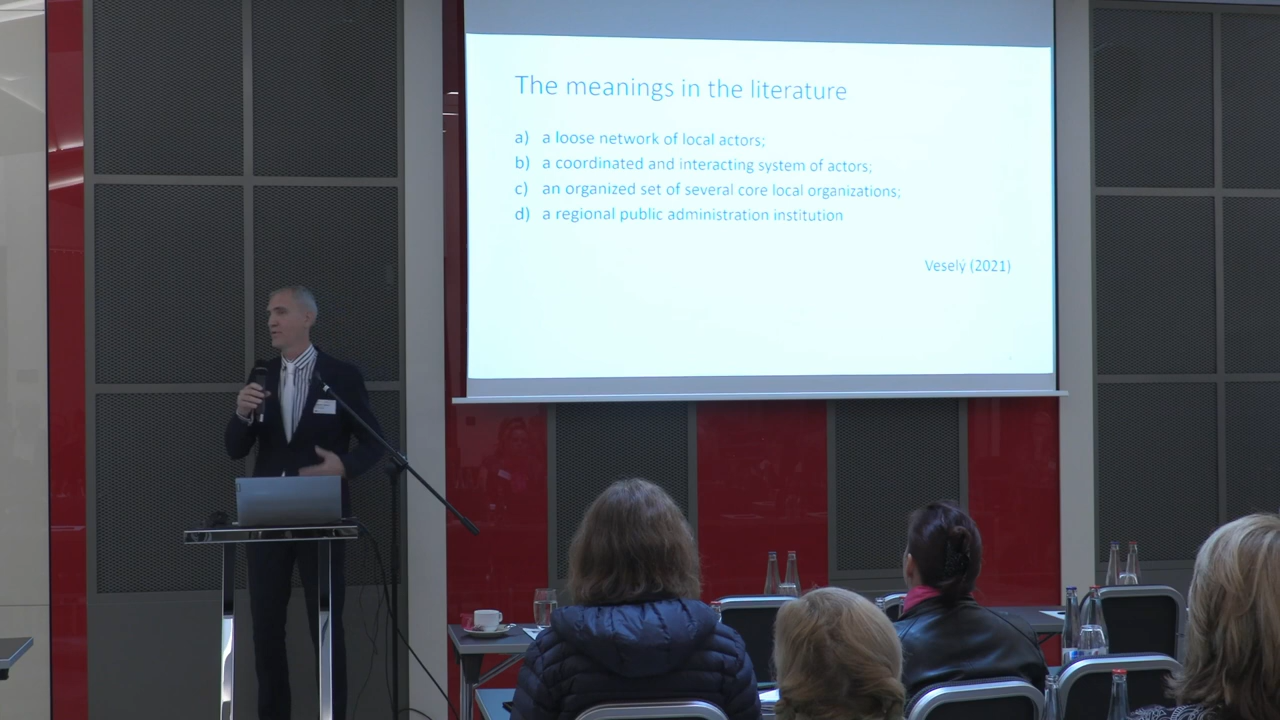 The meanings in the literature
a) a loose network of local actors;
b) a coordinated and interacting system of actors;
c) an organized set of several core local organizations;
d) a regional public administration institution
Veselý (2021)